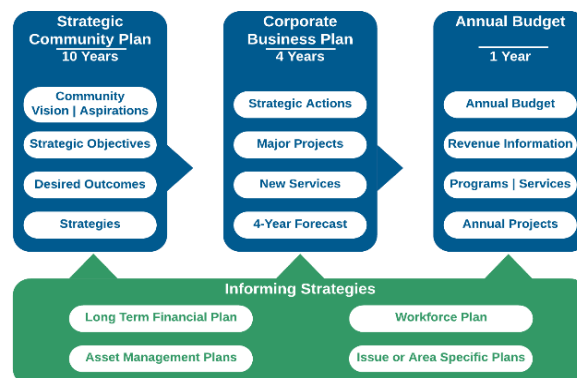 Strategic
Community Plan
10 Years
Community
Vision | Aspirations
Strategic Objectives
Desired Outcomes
Strategies
Corporate
Business Plan
4 Years
Strategic Actions
Major Projects
New Services
4-Year Forecast
Annual Budget
1 Year
Annual Budget
Revenue Information
Programs | Services
Annual Projects
Informing Strategies
Long Term Financial Plan
Workforce Plan
Asset Management Plans
Issue or Area Specific Plans